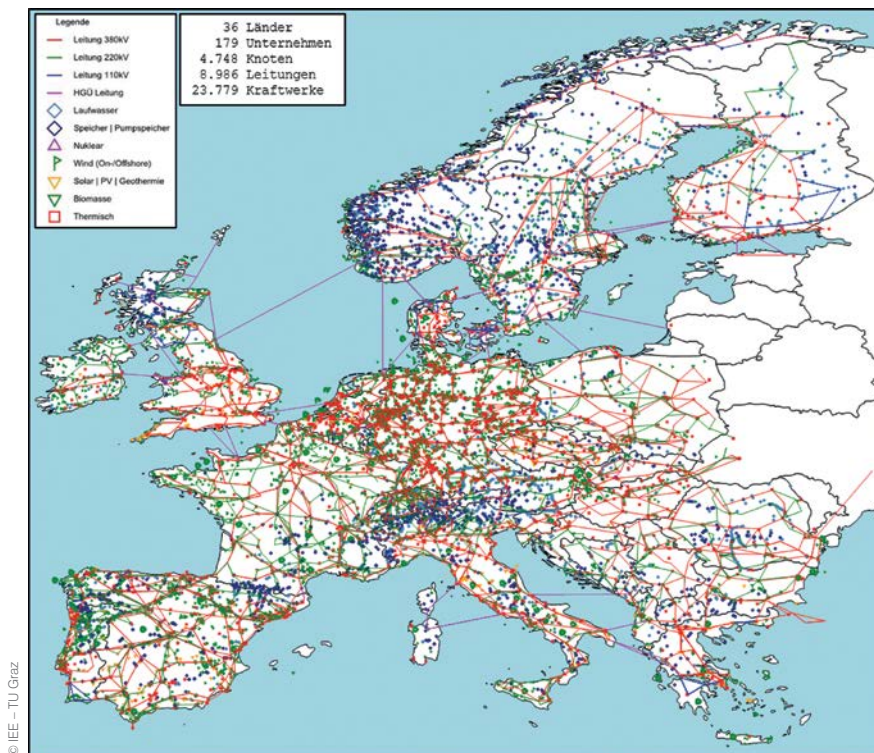 Legende
Leitung 380kV
Leitung 220kV
Leitung 110kV
HGÜ Leitung
Laufwasser
Speicher | Pumpspeicher
Nuklear
Wind (On-/Offshore)
Solar | PV | Geothermie
Biomasse
Thermisch
36 Länder
179 Unternehmen
4.748 Knoten
8.986 Leitungen
23.779 Kraftwerke
© IEE – TU Graz